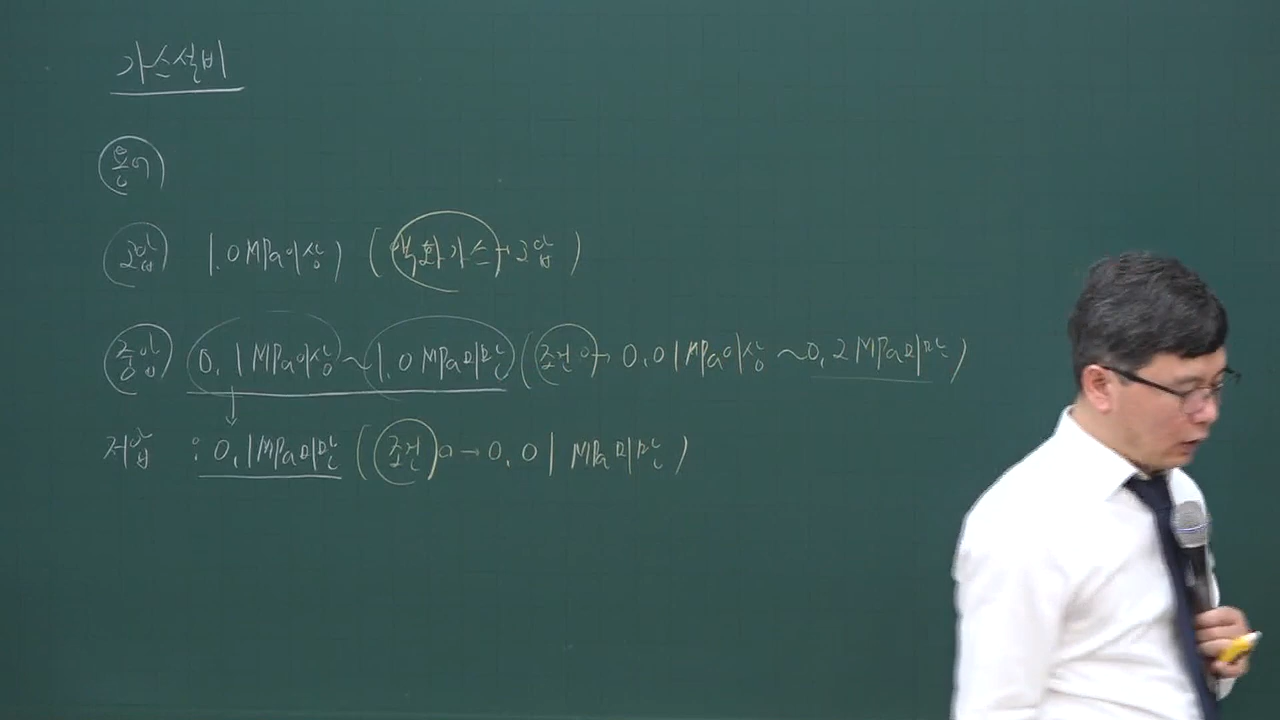 가스설비
용어
고압 1.0MPa이상 (액화가스→고압)
중압 0.1MPa이상 ~ 1.0MPa미만 (조건 0→ 0.01MPa이상 ~0.2MPa미만)
저압 : 0.1MPa미만 (조건 0→0.01 MPa미만)